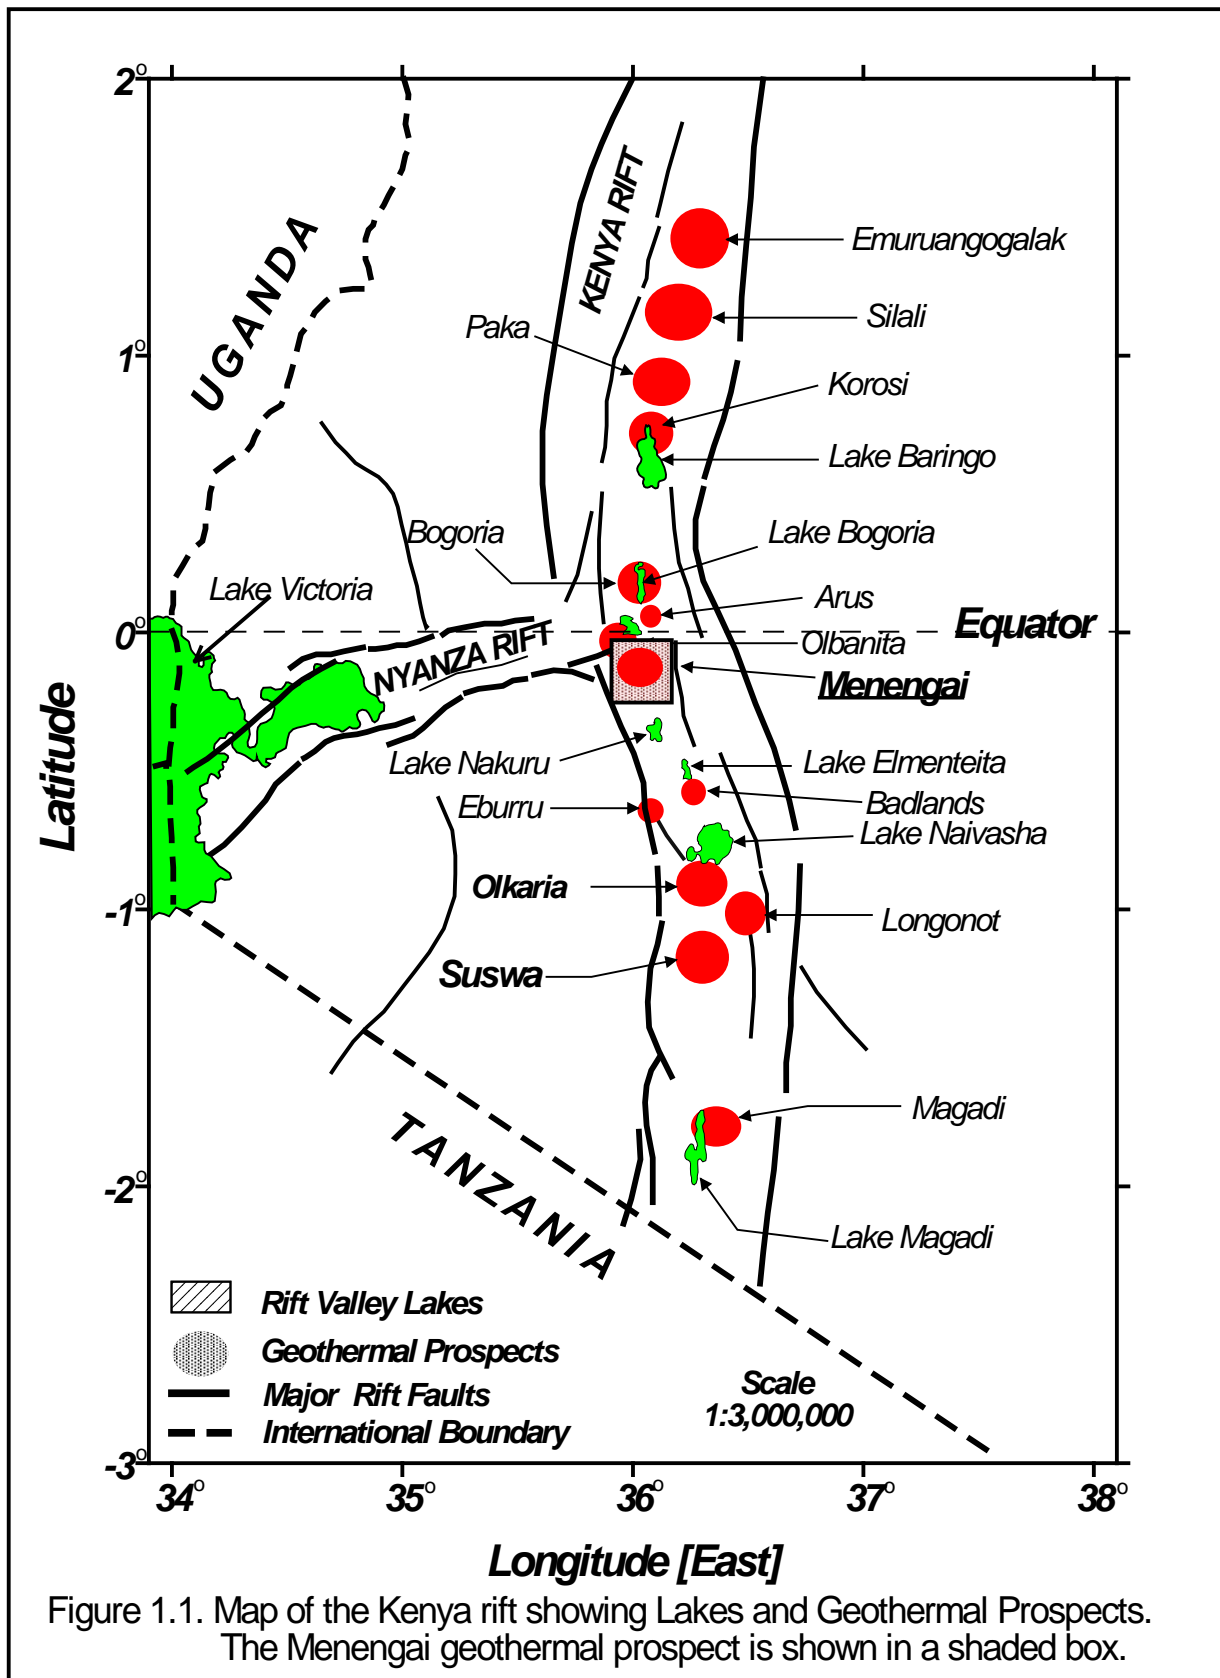 2°
1°
0°
-1°
-2°
-3°
34°
35°
36°
37°
38°
Latitude
Longitude [East]
UGANDA
KENYA RIFT
Emuruangogalak
Silali
Paka
Korosi
Lake Baringo
Bogoria
Lake Bogoria
Lake Victoria
Arus
Equator
Olbanita
NYANZA RIFT
Menengai
Lake Nakuru
Lake Elmenteita
Eburru
Badlands
Lake Naivasha
Olkaria
Longonot
Suswa
Magadi
TANZANIA
Lake Magadi
Rift Valley Lakes
Geothermal Prospects
Major Rift Faults
International Boundary
Scale
1:3,000,000
Figure 1.1. Map of the Kenya rift showing Lakes and Geothermal Prospects.
The Menengai geothermal prospect is shown in a shaded box.